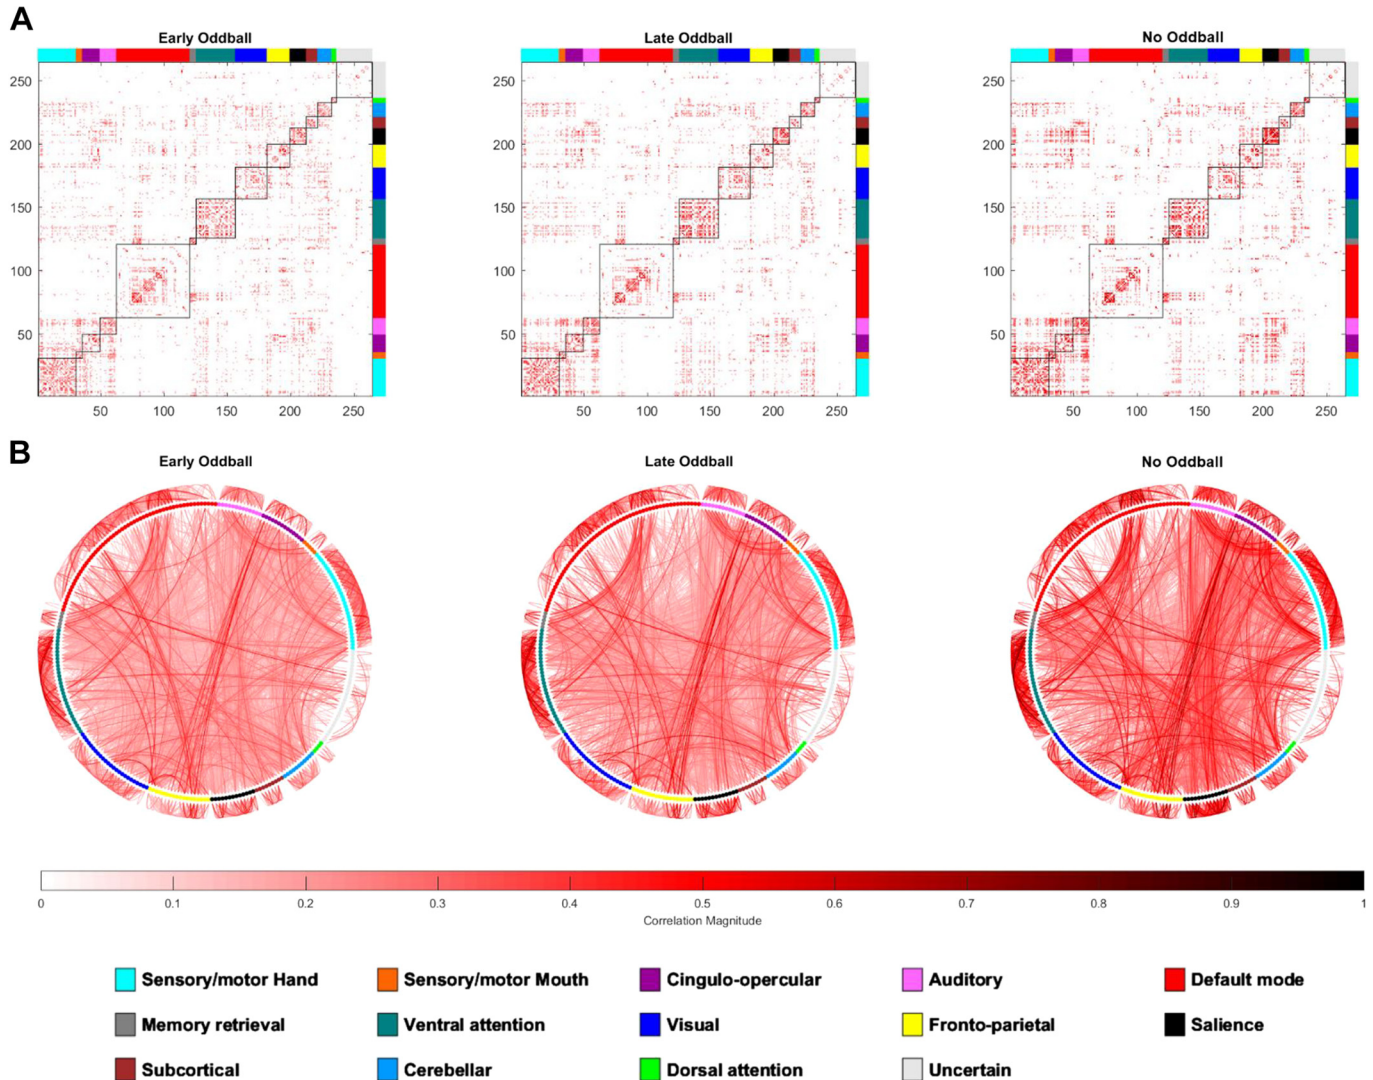 A
Early Oddball
Late Oddball
No Oddball
250
200
150
100
50
50 100 150 200 250
250
200
150
100
50
50 100 150 200 250
250
200
150
100
50
50 100 150 200 250
B
Early Oddball
Late Oddball
No Oddball
0 0.1 0.2 0.3 0.4 0.5 0.6 0.7 0.8 0.9 1
Correlation Magnitude
Sensory/motor Hand
Sensory/motor Mouth
Cingulo-opercular
Auditory
Default mode
Memory retrieval
Ventral attention
Visual
Fronto-parietal
Salience
Subcortical
Cerebellar
Dorsal attention
Uncertain